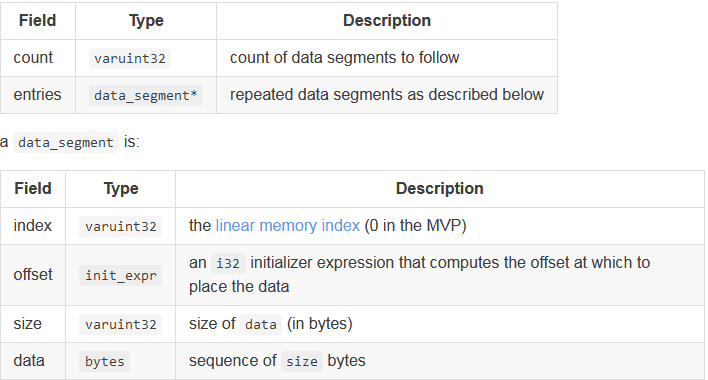 Field Type Description
count varuint32 count of data segments to follow
entries data_segment* repeated data segments as described below
a data_segment is:
Field Type Description
index varuint32 the linear memory index (0 in the MVP)
offset init_expr an i32 initializer expression that computes the offset at which to
place the data
size varuint32 size of data (in bytes)
data bytes sequence of size bytes